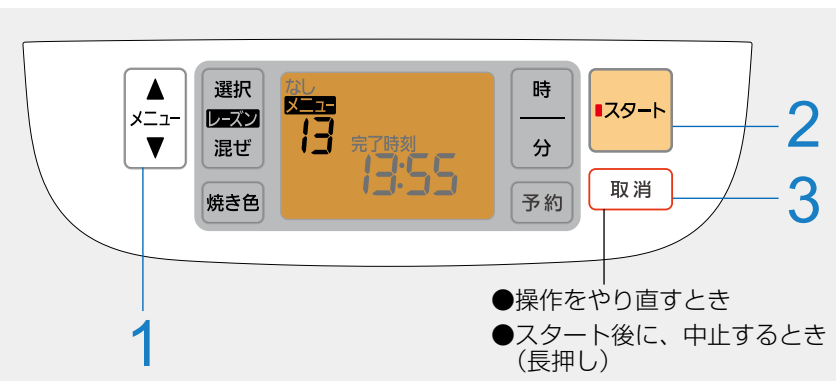 ▲
メニュー
▼
選択
レーズン
混ぜ
焼き色
なし
メニュー
13
完了時刻
13:55
時
分
予約
スタート
取消
1
2
3
●操作をやり直すとき
●スタート後に、中止するとき
(長押し)